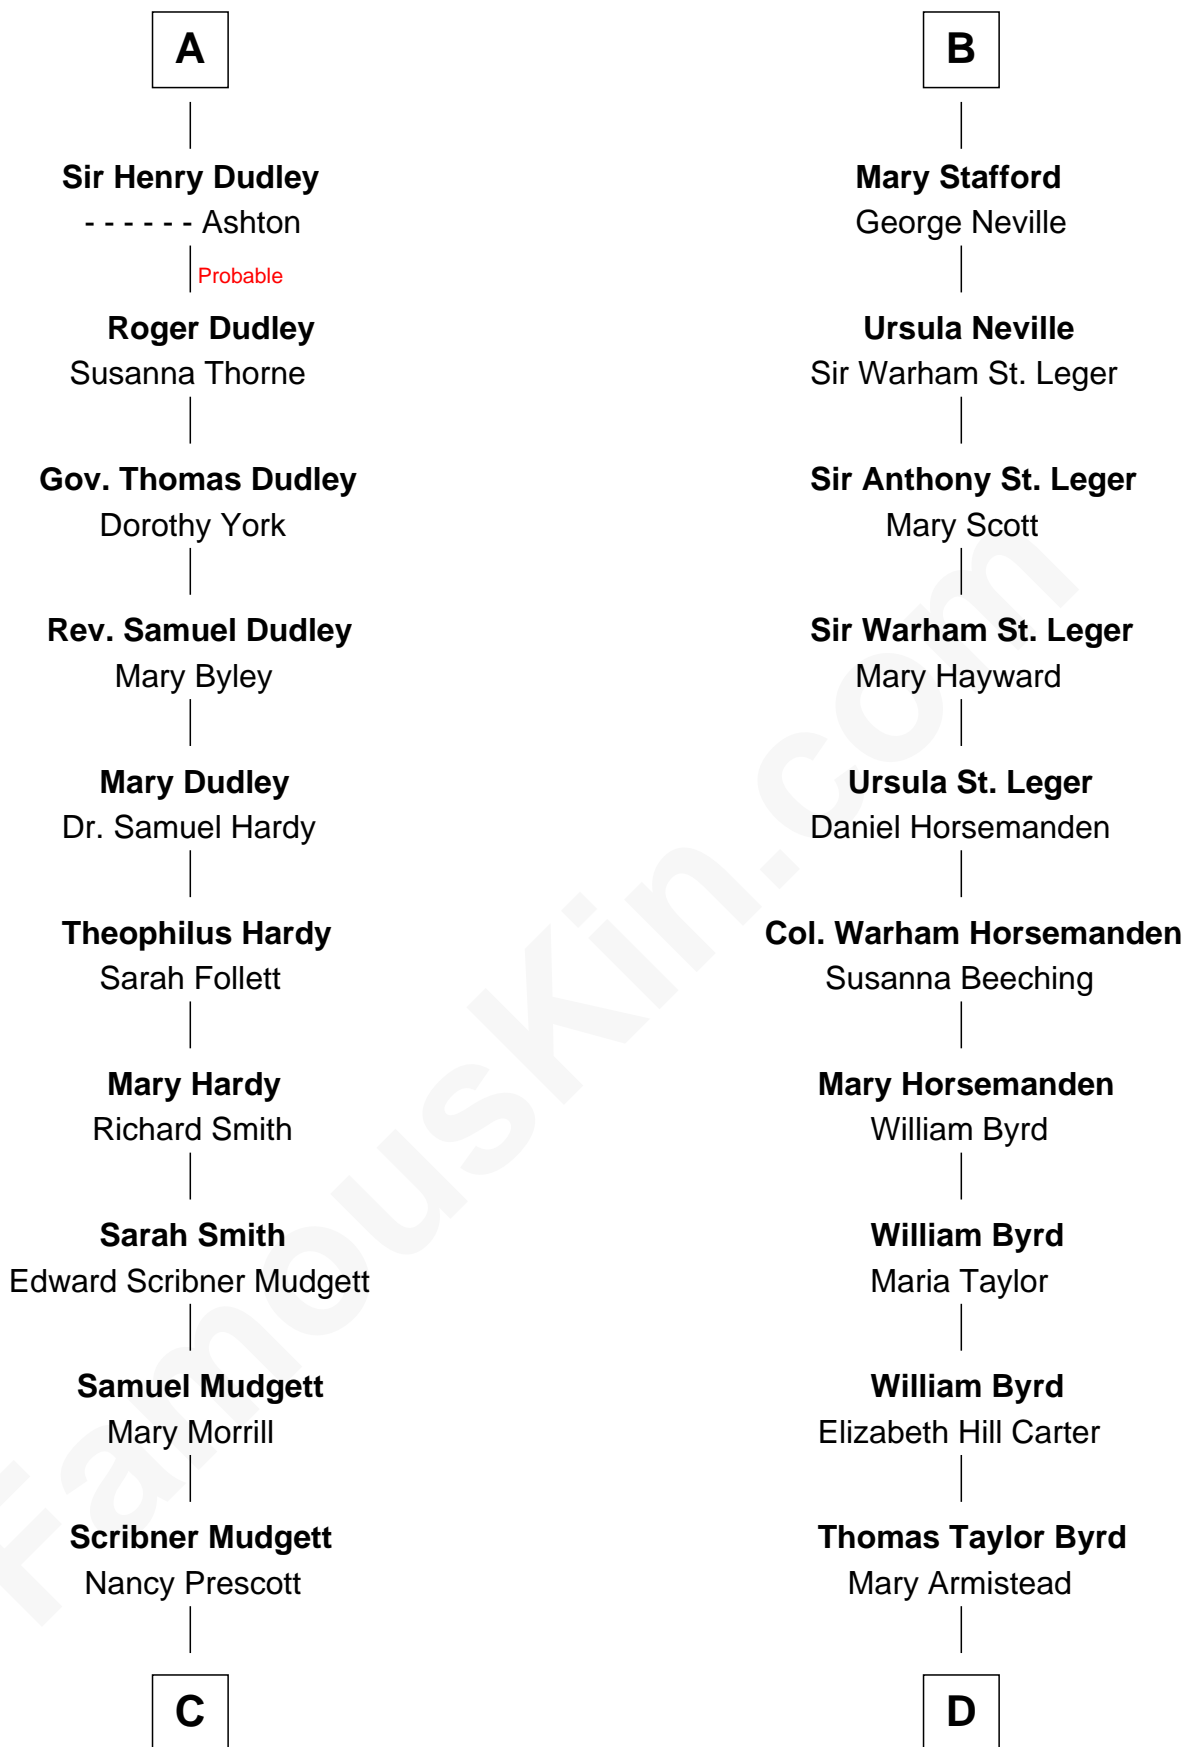 A
Sir Henry Dudley
- - - - - - Ashton
Probable
Roger Dudley
Susanna Thorne
Gov. Thomas Dudley
Dorothy York
Rev. Samuel Dudley
Mary Byley
Mary Dudley
Dr. Samuel Hardy
Theophilus Hardy
Sarah Follett
Mary Hardy
Richard Smith
Sarah Smith
Edward Scribner Mudgett
Samuel Mudgett
Mary Morrill
Scribner Mudgett
Nancy Prescott
C
B
Mary Stafford
George Neville
Ursula Neville
Sir Warham St. Leger
Sir Anthony St. Leger
Mary Scott
Sir Warham St. Leger
Mary Hayward
Ursula St. Leger
Daniel Horsemanden
Col. Warham Horsemanden
Susanna Beeching
Mary Horsemanden
William Byrd
William Byrd
Maria Taylor
William Byrd
Elizabeth Hill Carter
Thomas Taylor Byrd
Mary Armistead
D
FamousKin.com